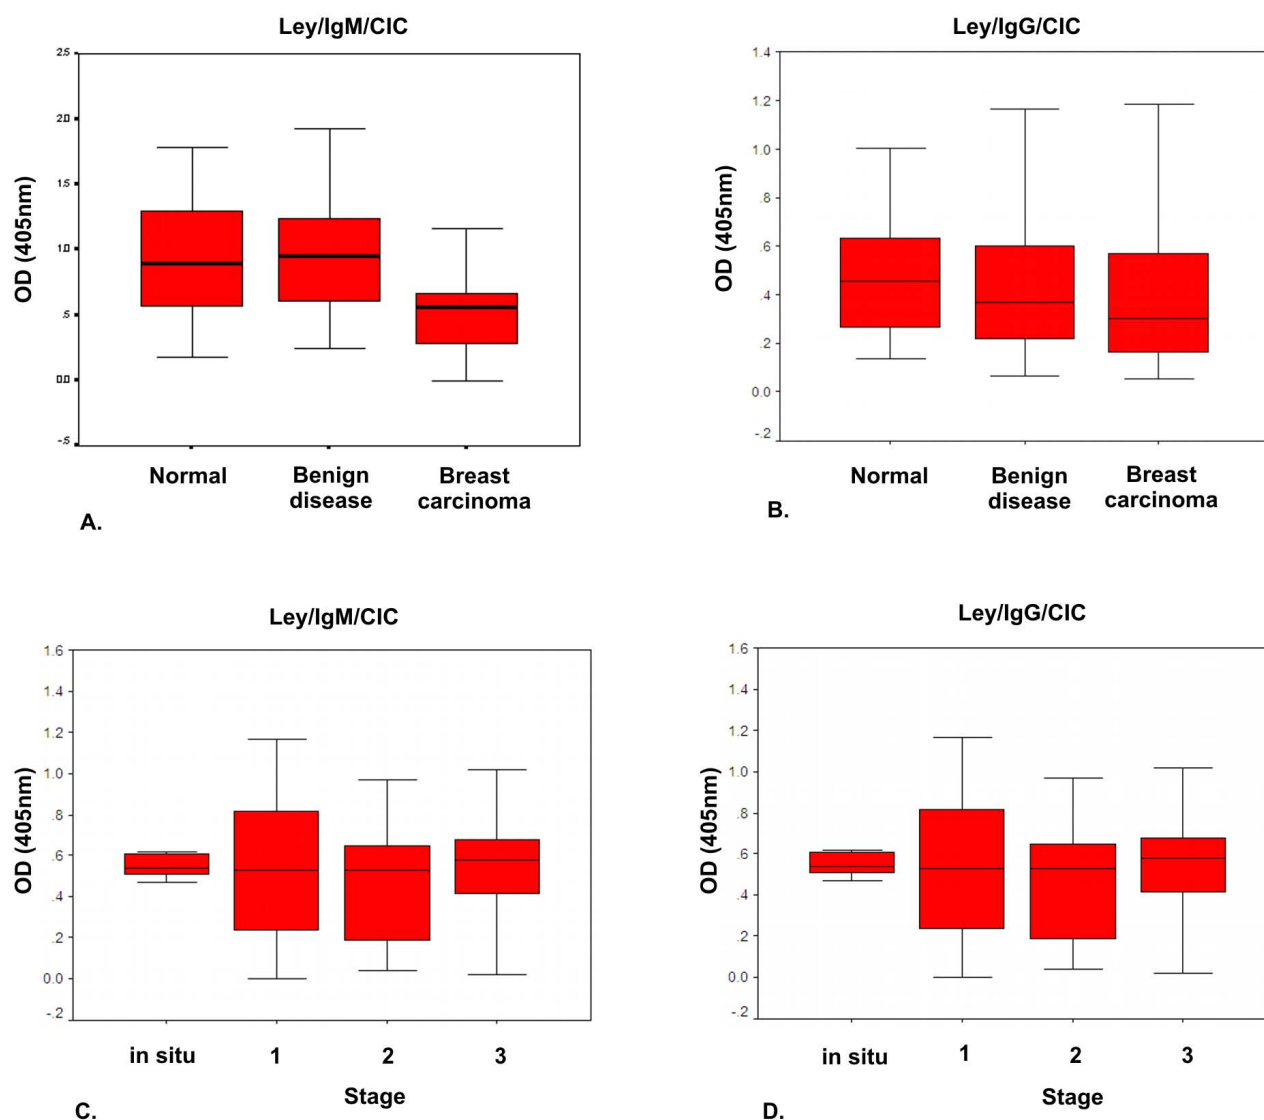 Ley/IgM/CIC
2.5
2.0
1.5
1.0
.5
0.0
-.5
OD (405nm)
Normal
Benign
disease
Breast
carcinoma
A.
Ley/IgG/CIC
1.4
1.2
1.0
.8
.6
.4
.2
0.0
-.2
OD (405nm)
Normal
Benign
disease
Breast
carcinoma
B.
Ley/IgM/CIC
1.6
1.4
1.2
1.0
.8
.6
.4
.2
0.0
-.2
OD (405nm)
in situ 1 2 3
Stage
C.
Ley/IgG/CIC
1.6
1.4
1.2
1.0
.8
.6
.4
.2
0.0
-.2
OD (405nm)
in situ 1 2 3
Stage
D.